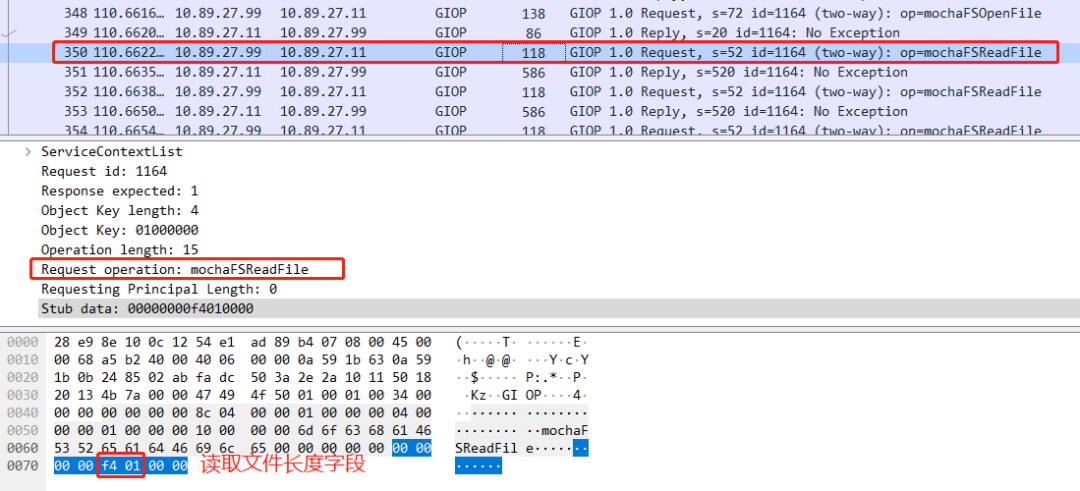 348 110.6616… 10.89.27.99 10.89.27.11 GIOP 138 GIOP 1.0 Request, s=72 id=1164 (two-way): op=mochaFSOpenFile
349 110.6620… 10.89.27.11 10.89.27.99 GIOP 86 GIOP 1.0 Reply, s=20 id=1164: No Exception
350 110.6622… 10.89.27.99 10.89.27.11 GIOP 118 GIOP 1.0 Request, s=52 id=1164 (two-way): op=mochaFSReadFile
351 110.6635… 10.89.27.11 10.89.27.99 GIOP 586 GIOP 1.0 Reply, s=520 id=1164: No Exception
352 110.6638… 10.89.27.99 10.89.27.11 GIOP 118 GIOP 1.0 Request, s=52 id=1164 (two-way): op=mochaFSReadFile
353 110.6650… 10.89.27.11 10.89.27.99 GIOP 586 GIOP 1.0 Reply, s=520 id=1164: No Exception
354 110.6654… 10.89.27.99 10.89.27.11 GIOP 118 GIOP 1.0 Request, s=52 id=1164 (two-way): op=mochaFSReadFile
ServiceContextList
Request id: 1164
Response expected: 1
Object Key length: 4
Object Key: 01000000
Operation length: 15
Request operation: mochaFSReadFile
Requesting Principal Length: 0
Stub data: 00000000f4010000
0000 28 e9 8e 10 0c 12 54 e1 ad 89 b4 07 08 00 45 00 (·····T· ······E·
0010 00 68 a5 b2 40 00 40 06 00 00 0a 59 1b 63 0a 59 ·h··@·@· ···Y·c·Y
0020 1b 0b 24 85 02 ab fa dc 50 3a 2e 2a 10 11 50 18 ··$····· P:.*··P·
0030 20 13 4b 7a 00 00 47 49 4f 50 01 00 01 00 34 00 ·Kz··GI OP····4·
0040 00 00 00 00 00 00 8c 04 00 00 01 00 00 00 04 00 ········ ········
0050 00 00 01 00 00 00 10 00 00 00 6d 6f 63 68 61 46 ········ ··mochaF
0060 53 52 65 61 64 46 69 6c 65 00 00 00 00 00 00 00 SReadFil e·······
0070 00 00 f4 01 00 00 读取文件长度字段 ······